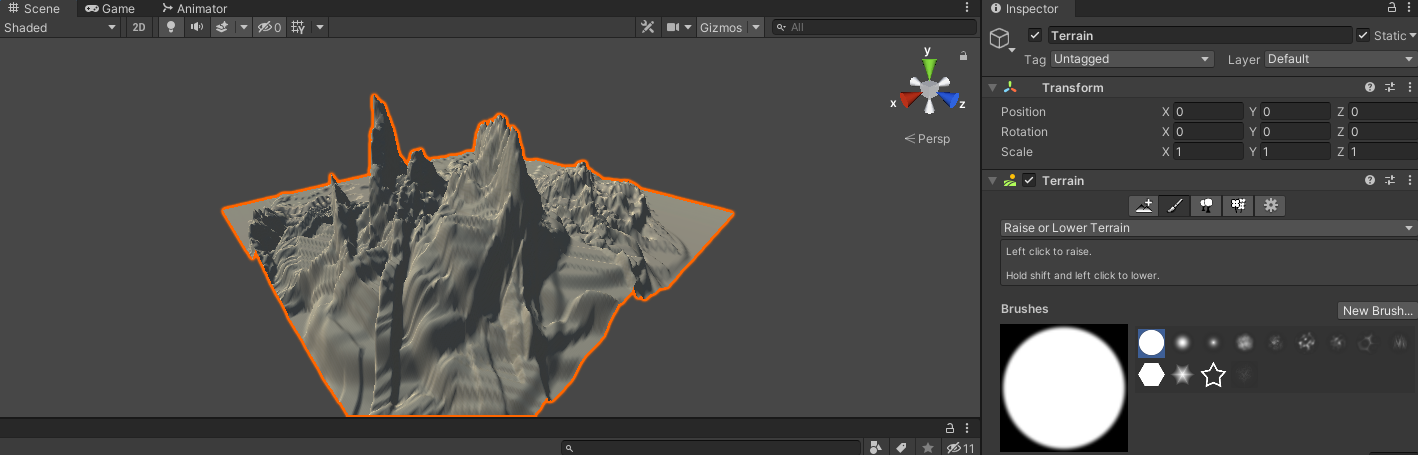 Scene Game Animator
Shaded 2D 0 Gizmos All
y
x z
Persp
11
Inspector
Terrain Static
Tag Untagged Layer Default
Transform
Position X 0 Y 0 Z 0
Rotation X 0 Y 0 Z 0
Scale X 1 Y 1 Z 1
Terrain
Raise or Lower Terrain
Left click to raise.
Hold shift and left click to lower.
Brushes
New Brush...